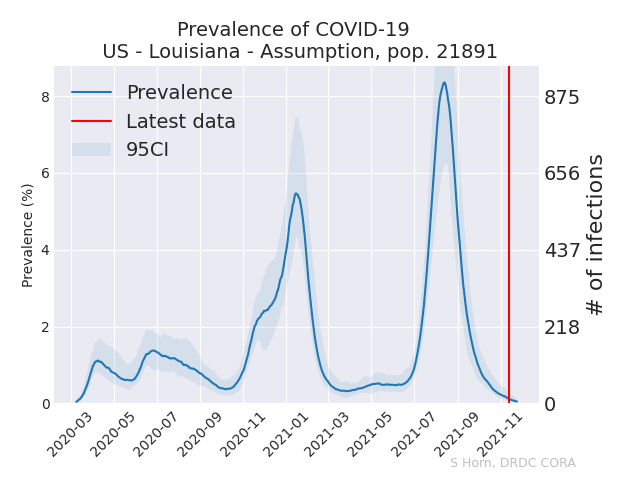 Prevalence of COVID-19
US - Louisiana - Assumption, pop. 21891
Prevalence
Latest data
95CI
Prevalence (%)
8
6
4
2
0
875
656
437
218
0
# of infections
2020-03
2020-05
2020-07
2020-09
2020-11
2021-01
2021-03
2021-05
2021-07
2021-09
2021-11
S Horn, DRDC CORA